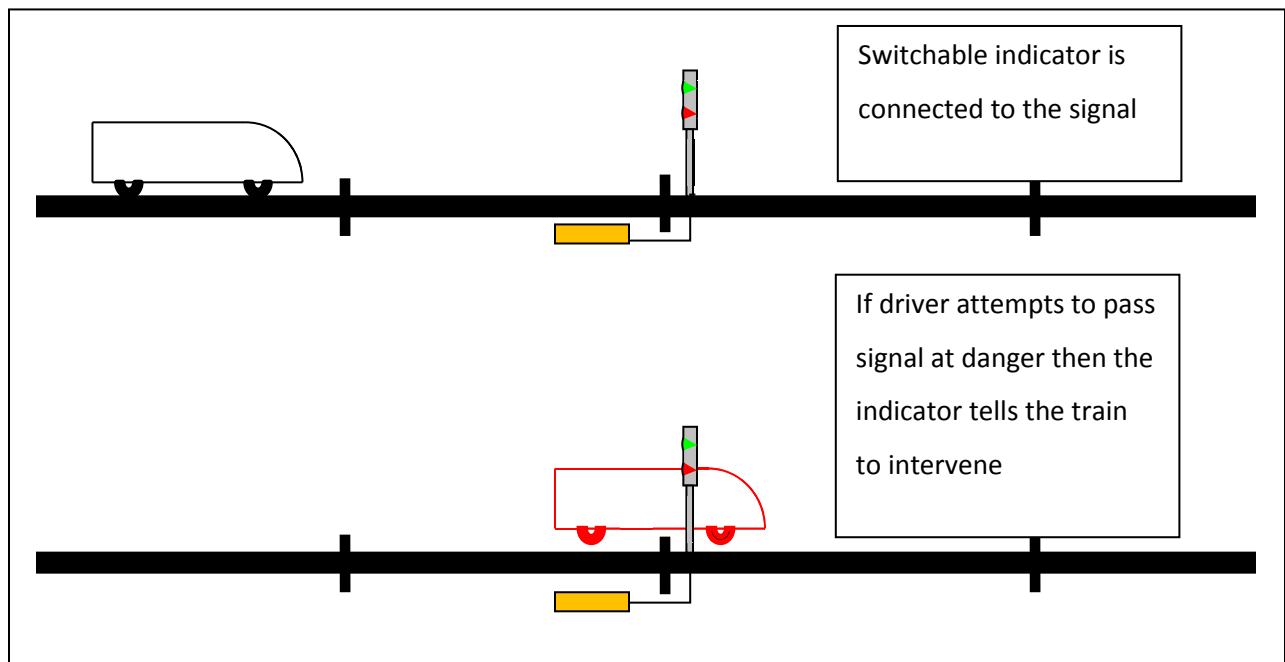 Switchable indicator is
connected to the signal
If driver attempts to pass
signal at danger then the
indicator tells the train
to intervene